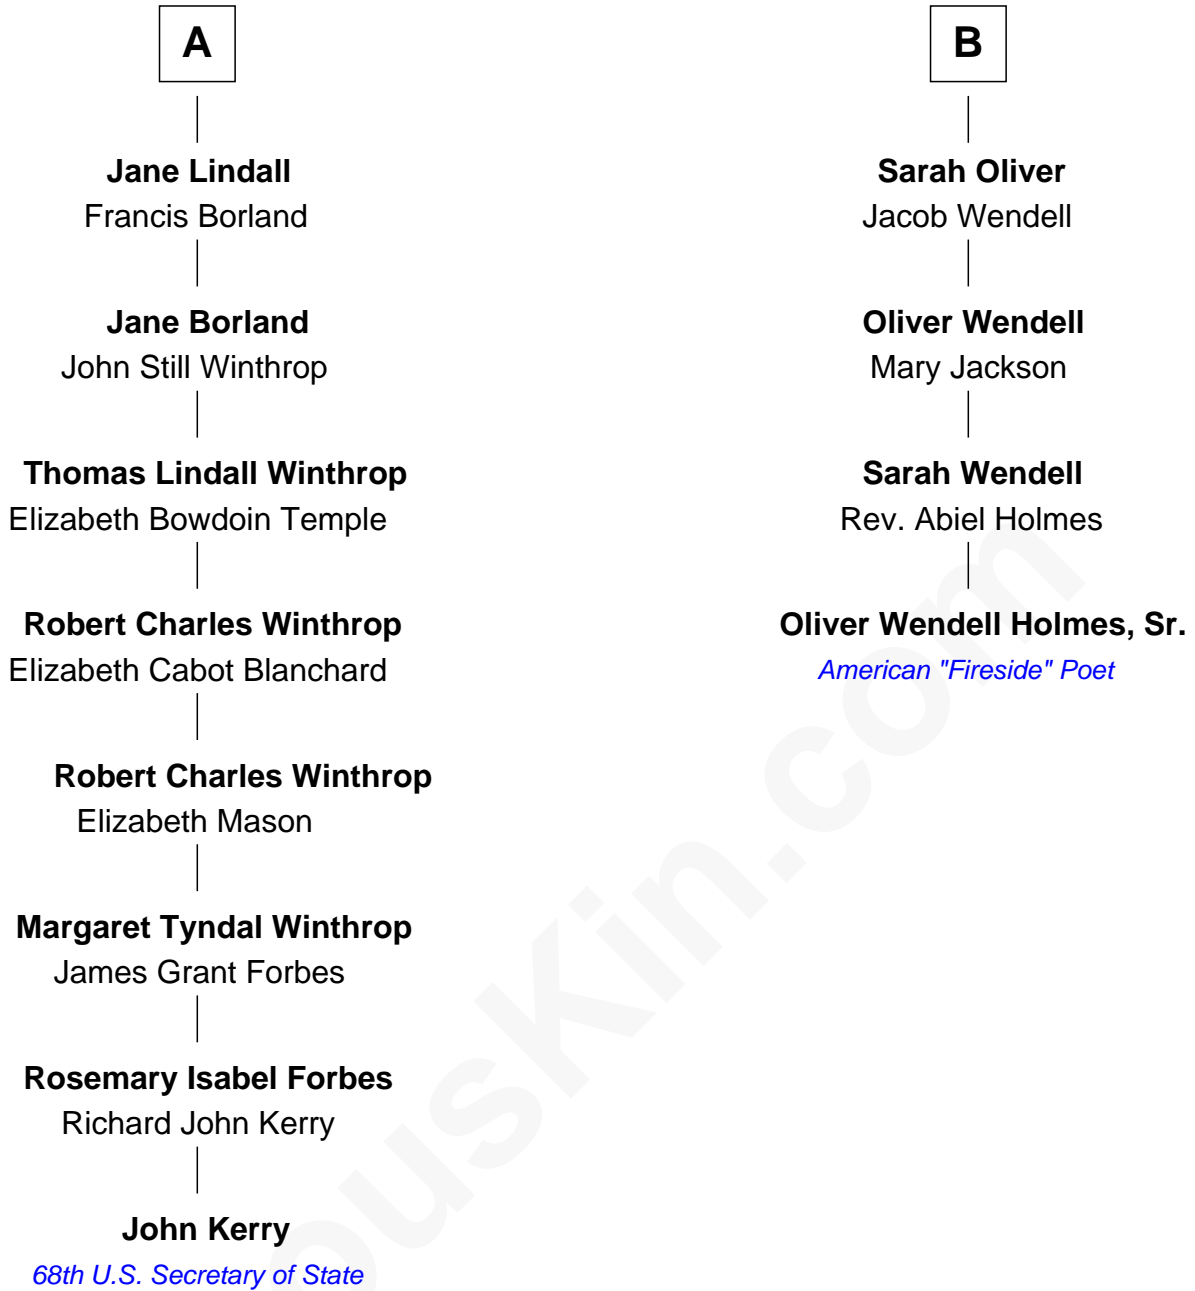 A
Jane Lindall
Francis Borland
Jane Borland
John Still Winthrop
Thomas Lindall Winthrop
Elizabeth Bowdoin Temple
Robert Charles Winthrop
Elizabeth Cabot Blanchard
Robert Charles Winthrop
Elizabeth Mason
Margaret Tyndal Winthrop
James Grant Forbes
Rosemary Isabel Forbes
Richard John Kerry
John Kerry
68th U.S. Secretary of State
B
Sarah Oliver
Jacob Wendell
Oliver Wendell
Mary Jackson
Sarah Wendell
Rev. Abiel Holmes
Oliver Wendell Holmes, Sr.
American "Fireside" Poet
ousKin.com